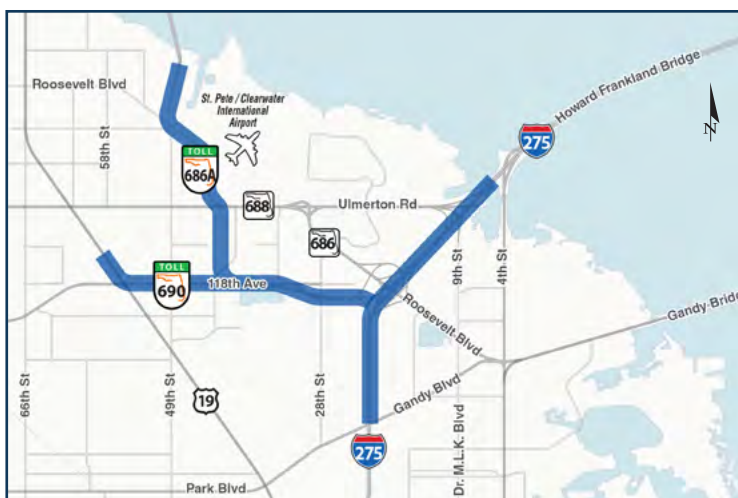 Roosevelt Blvd
58th St
St. Pete / Clearwater
International
Airport
Howard Frankland Bridge
275
N
TOLL
686A
688
Ulmerton Rd
686
TOLL
690
118th Ave
9th St
4th St
Roosevelt Blvd
Gandy Bridge
66th St
49th St
19
28th St
Gandy Blvd
275
Dr. M.L.K. Blvd
Park Blvd